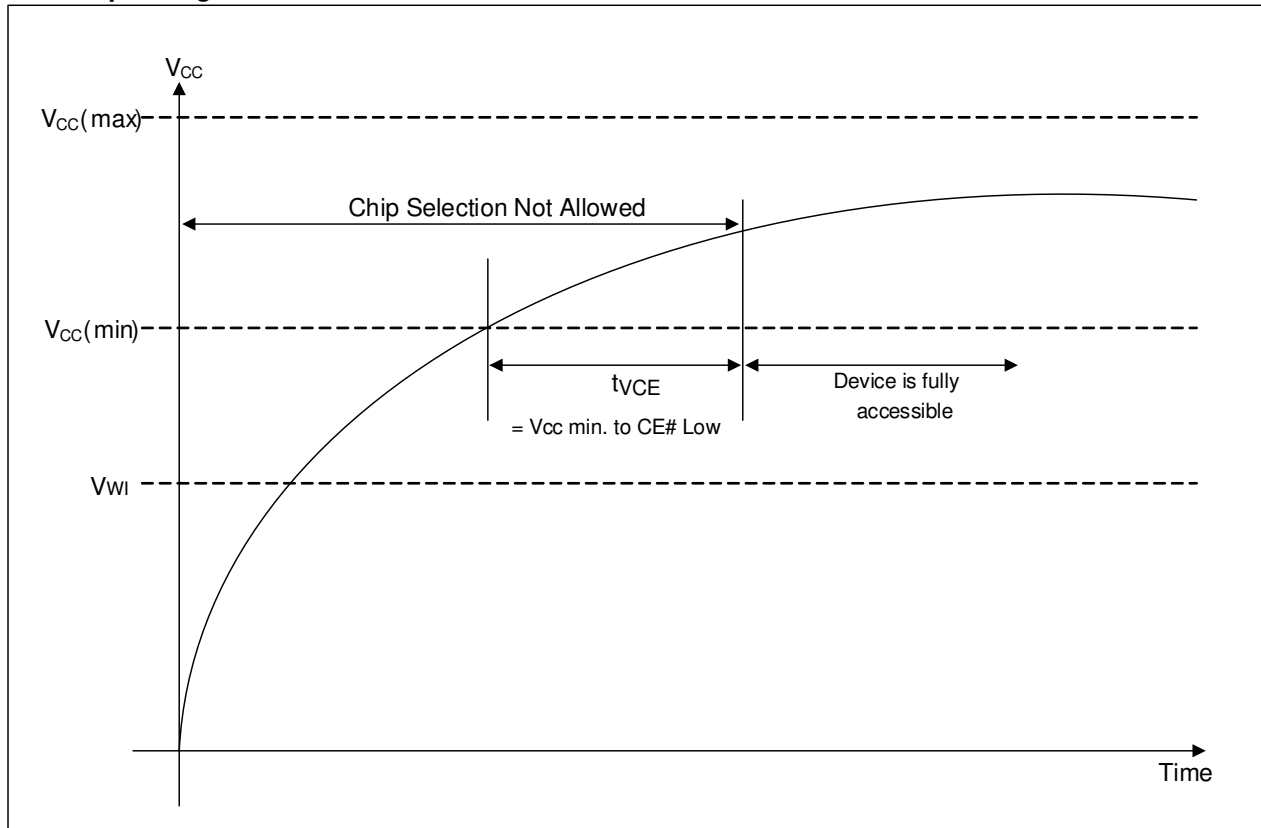 VCC
VCC(max)
Chip Selection Not Allowed
VCC(min)
tVCE
= Vcc min. to CE# Low
Device is fully
accessible
VWI
Time